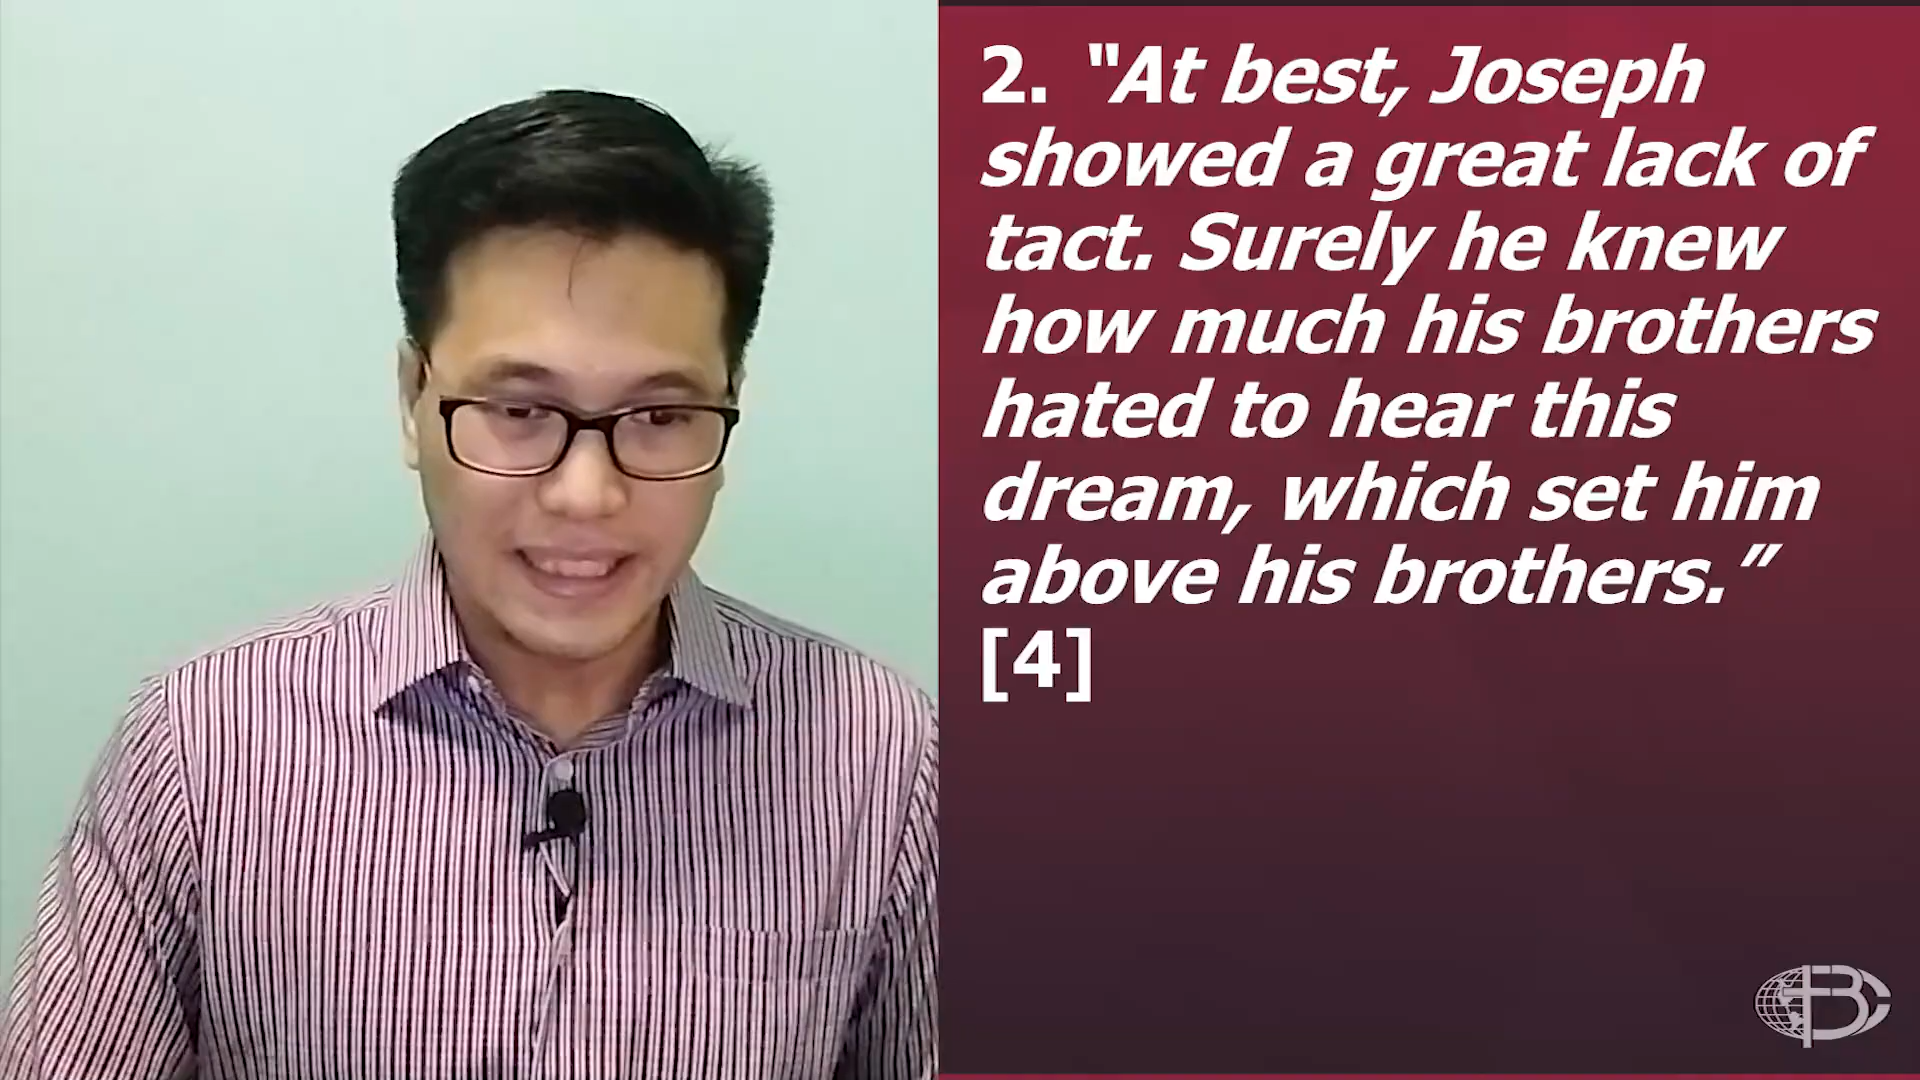 2. “At best, Joseph
showed a great lack of
tact. Surely he knew
how much his brothers
hated to hear this
dream, which set him
above his brothers.”
[4]
BC